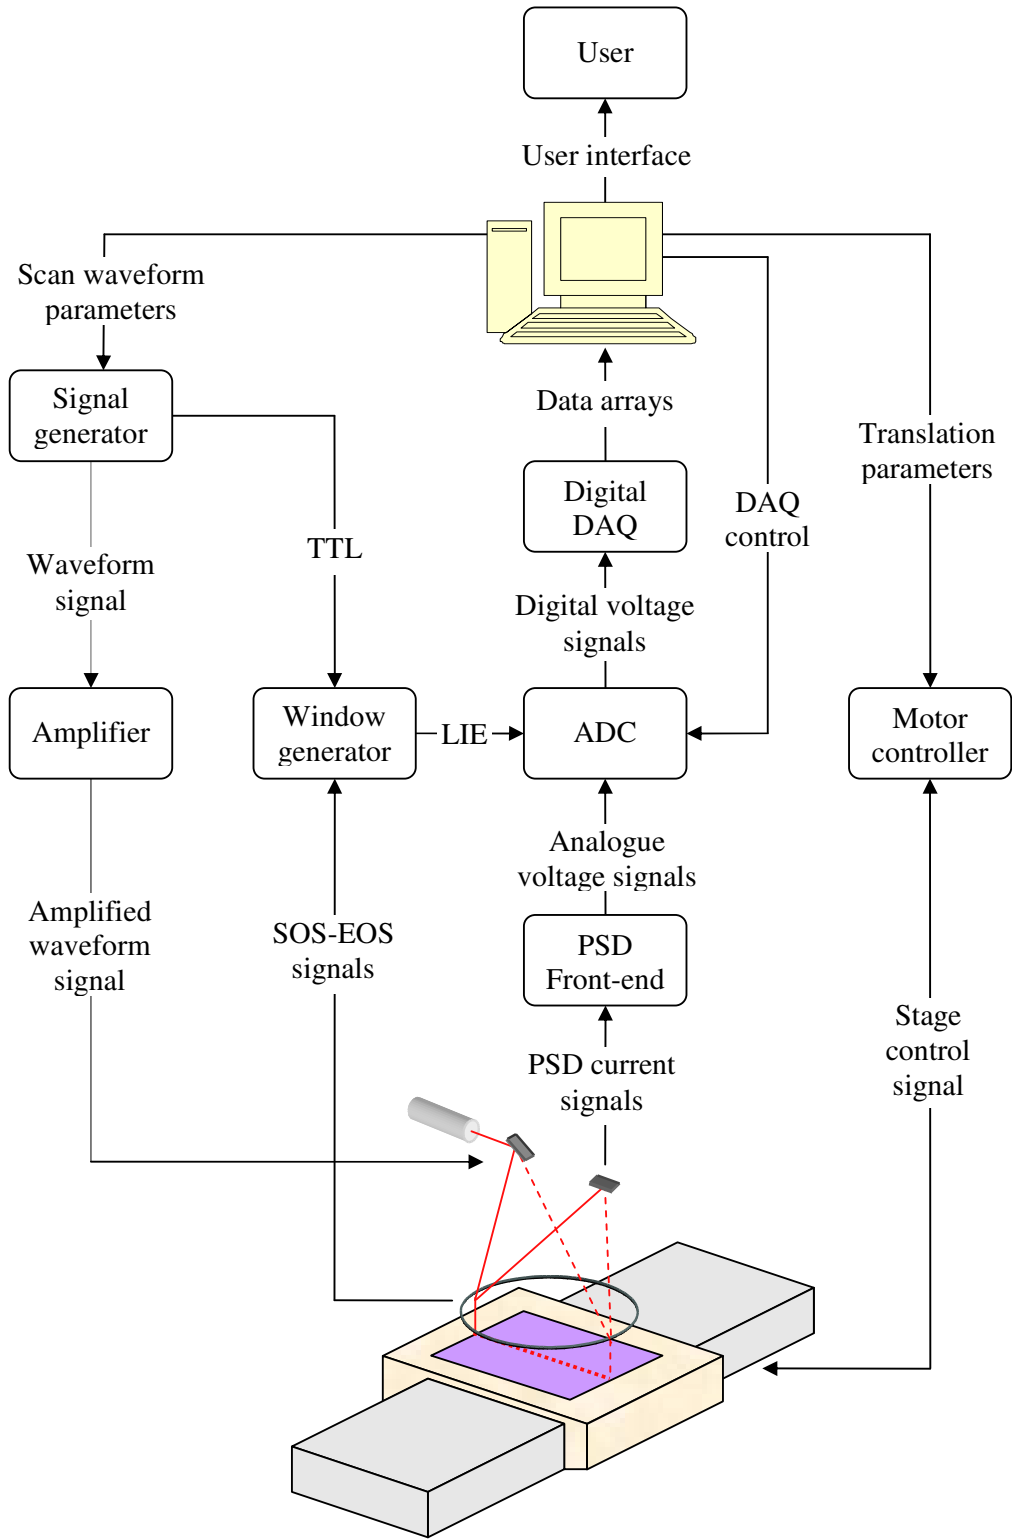 User
User interface
Scan waveform
parameters
Signal
generator
Data arrays
Translation
parameters
Digital
DAQ
DAQ
control
TTL
Waveform
signal
Digital voltage
signals
Amplifier
Window
generator
LIE
ADC
Motor
controller
Analogue
voltage signals
Amplified
waveform
signal
SOS-EOS
signals
PSD
Front-end
Stage
control
signal
PSD current
signals